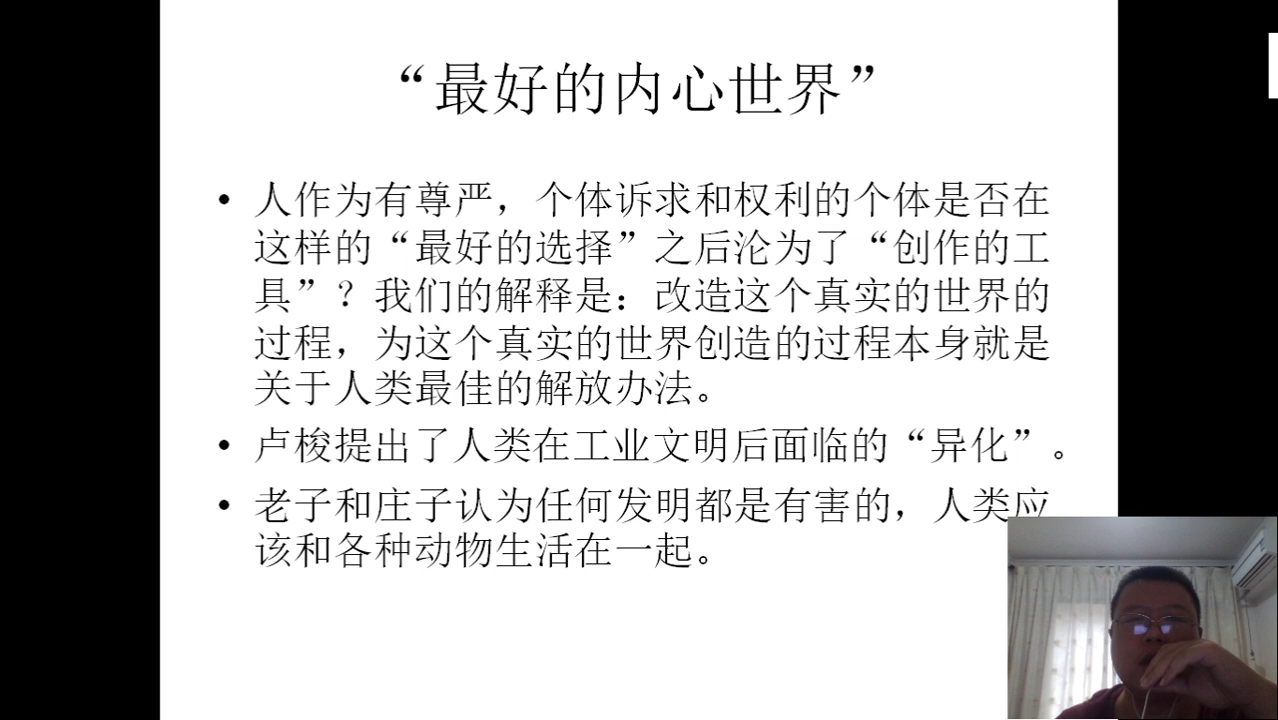 “最好的内心世界”
• 人作为有尊严，个体诉求和权利的个体是否在
这样的“最好的选择”之后沦为了“创作的工
具”？我们的解释是：改造这个真实的世界的
过程，为这个真实的世界创造的过程本身就是
关于人类最佳的解放办法。
• 卢梭提出了人类在工业文明后面临的“异化”。
• 老子和庄子认为任何发明都是有害的，人类应
该和各种动物生活在一起。